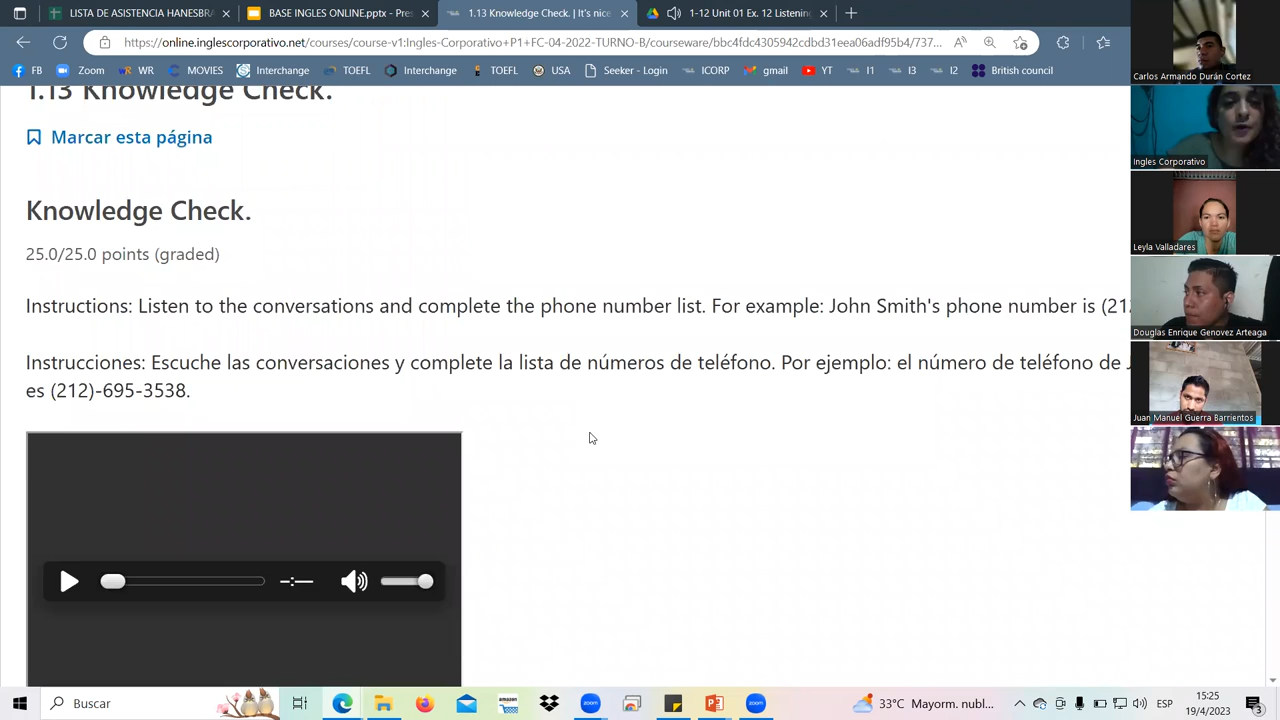 LISTA DE ASISTENCIA HANESBRA
BASE INGLES ONLINE.pptx - Pres
1.13 Knowledge Check. | It's nice
1-12 Unit 01 Ex. 12 Listening
https://online.inglescorporativo.net/courses/course-v1:Ingles-Corporativo+P1+FC-04-2022-TURNO-B/courseware/bbc4fdc4305942cdbd31eea06adf95b4/737...
FB
Zoom
WR
MOVIES
Interchange
TOEFL
Interchange
TOEFL
USA
Seeker - Login
ICORP
gmail
YT
I1
I3
I2
British council
1.13 Knowledge Check.
Marcar esta página
Knowledge Check.
25.0/25.0 points (graded)
Instructions: Listen to the conversations and complete the phone number list. For example: John Smith's phone number is (212
Instrucciones: Escuche las conversaciones y complete la lista de números de teléfono. Por ejemplo: el número de teléfono de J
es (212)-695-3538.
-:--
Carlos Armando Durán Cortez
Ingles Corporativo
Leyla Valladares
Douglas Enrique Genovez Arteaga
Juan Manuel Guerra Barrientos
Buscar
amazon
zoom
zoom
33°C Mayorm. nubl...
ESP
15:25
19/4/2023
3